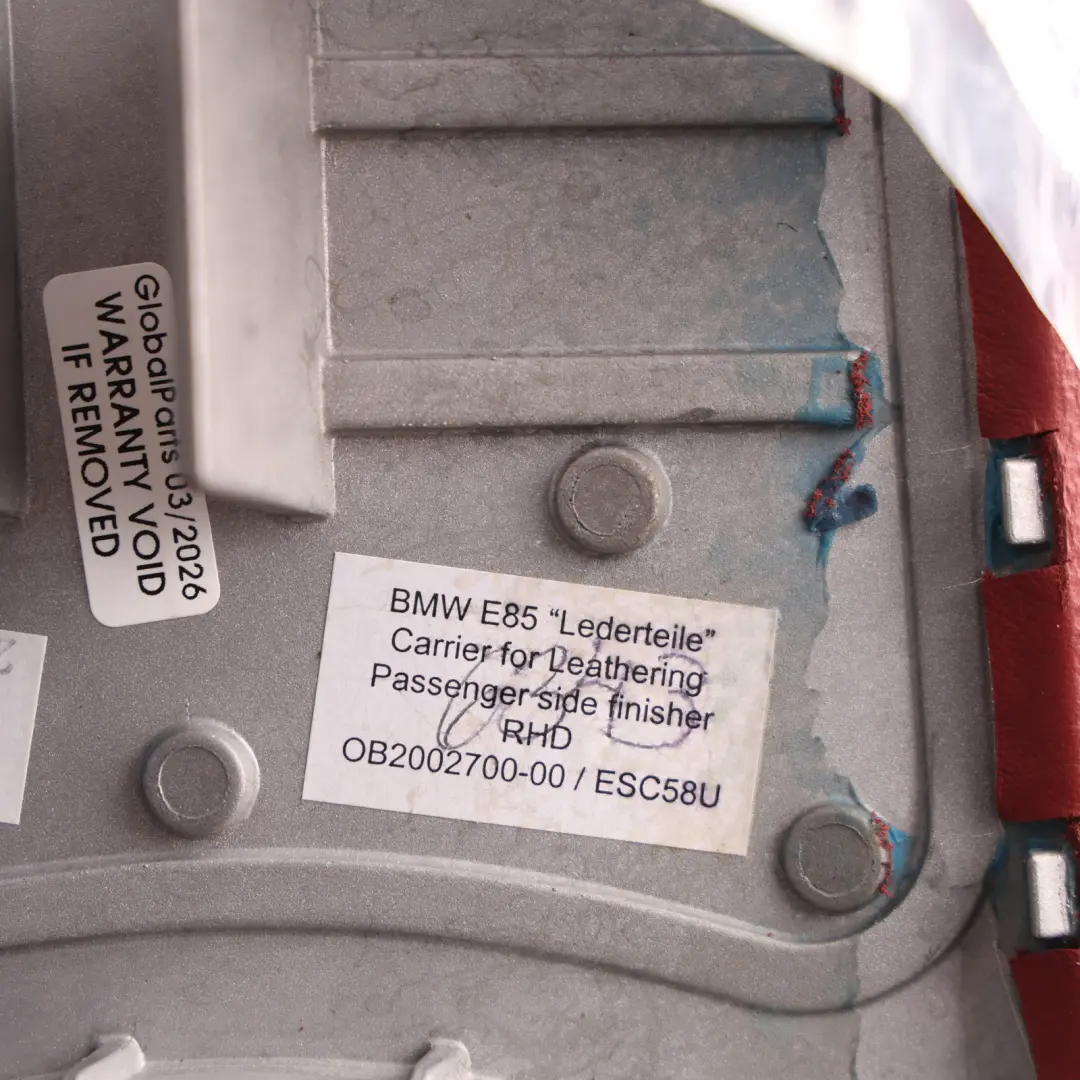 GlobalParts 03/2026
WARRANTY VOID
IF REMOVED
BMW E85 “Lederteile”
Carrier for Leathering
Passenger side finisher
RHD
OB2002700-00 / ESC58U